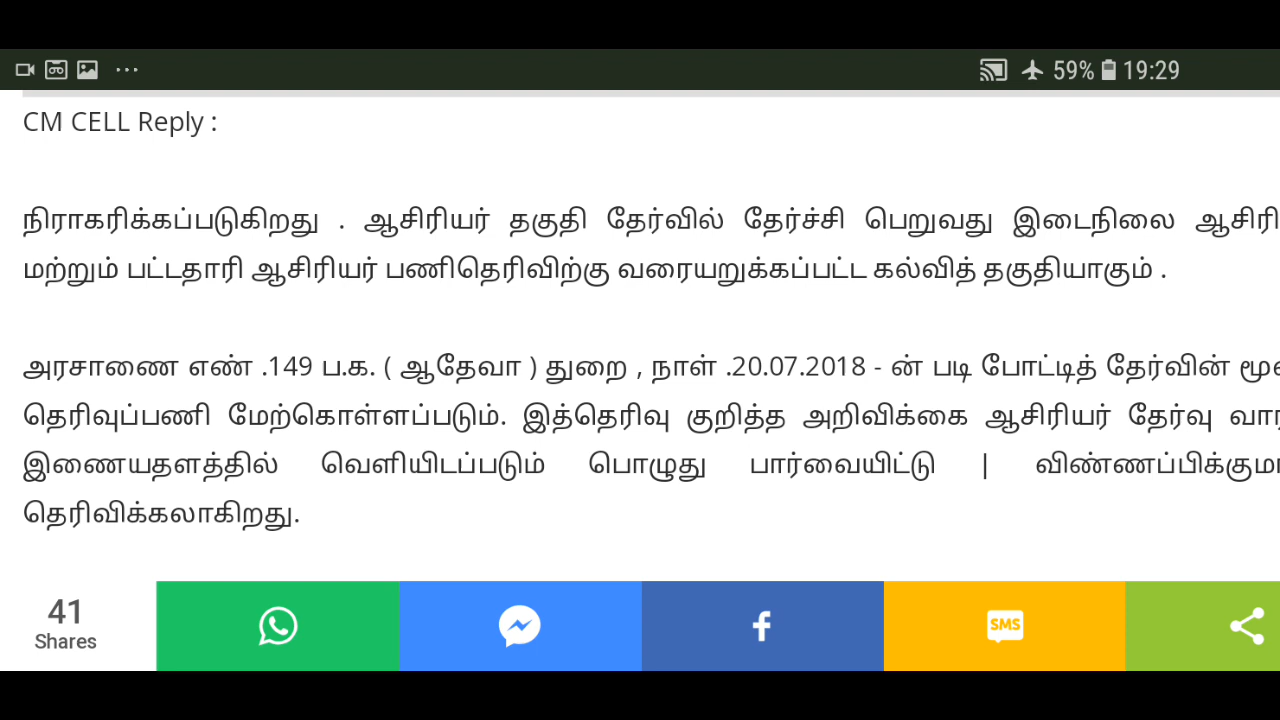 59% 19:29
CM CELL Reply :
நிராகரிக்கப்படுகிறது . ஆசிரியர் தகுதி தேர்வில் தேர்ச்சி பெறுவது இடைநிலை
மற்றும் பட்டதாரி ஆசிரியர் பணிதெரிவிற்கு வரையறுக்கப்பட்ட கல்வித் தகுதியாகும் .
அரசாணை எண் .149 ப.க. ( ஆதேவா ) துறை , நாள் .20.07.2018 - ன் படி போட்டித் தேர்வின்
தெரிவுப்பணி மேற்கொள்ளப்படும். இத்தெரிவு குறித்த அறிவிக்கை ஆசிரியர் தேர்வு
இணையதளத்தில் வெளியிடப்படும் பொழுது பார்வையிட்டு |
தெரிவிக்கலாகிறது.
41
Shares
SMS